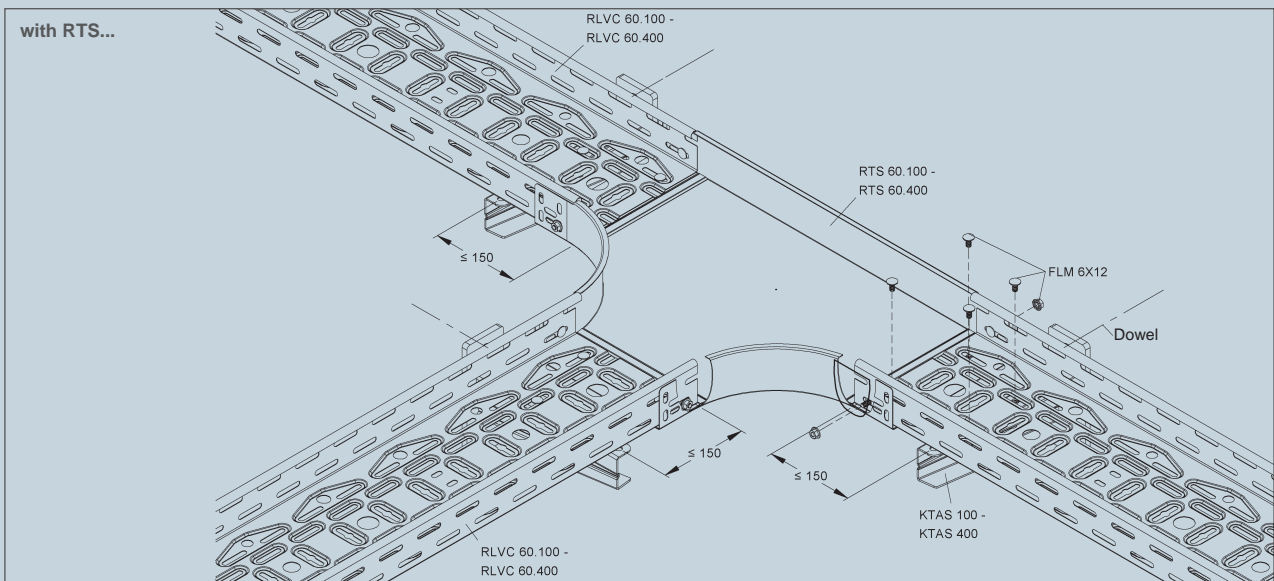 with RTS...
RLVC 60.100 -
RLVC 60.400
RTS 60.100 -
RTS 60.400
≤ 150
FLM 6X12
Dowel
≤ 150
≤ 150
KTAS 100 -
KTAS 400
RLVC 60.100 -
RLVC 60.400